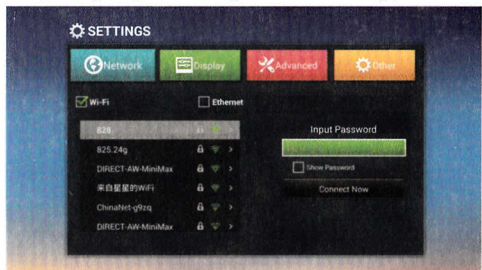 SETTINGS
Network Display Advanced Other
Wi-Fi Ethernet
828
825.24g
DIRECT-AW-MiniMax
来自星星的WiFi
ChinaNet-g9zq
DIRECT-AW-MiniMax
Input Password
Show Password
Connect Now